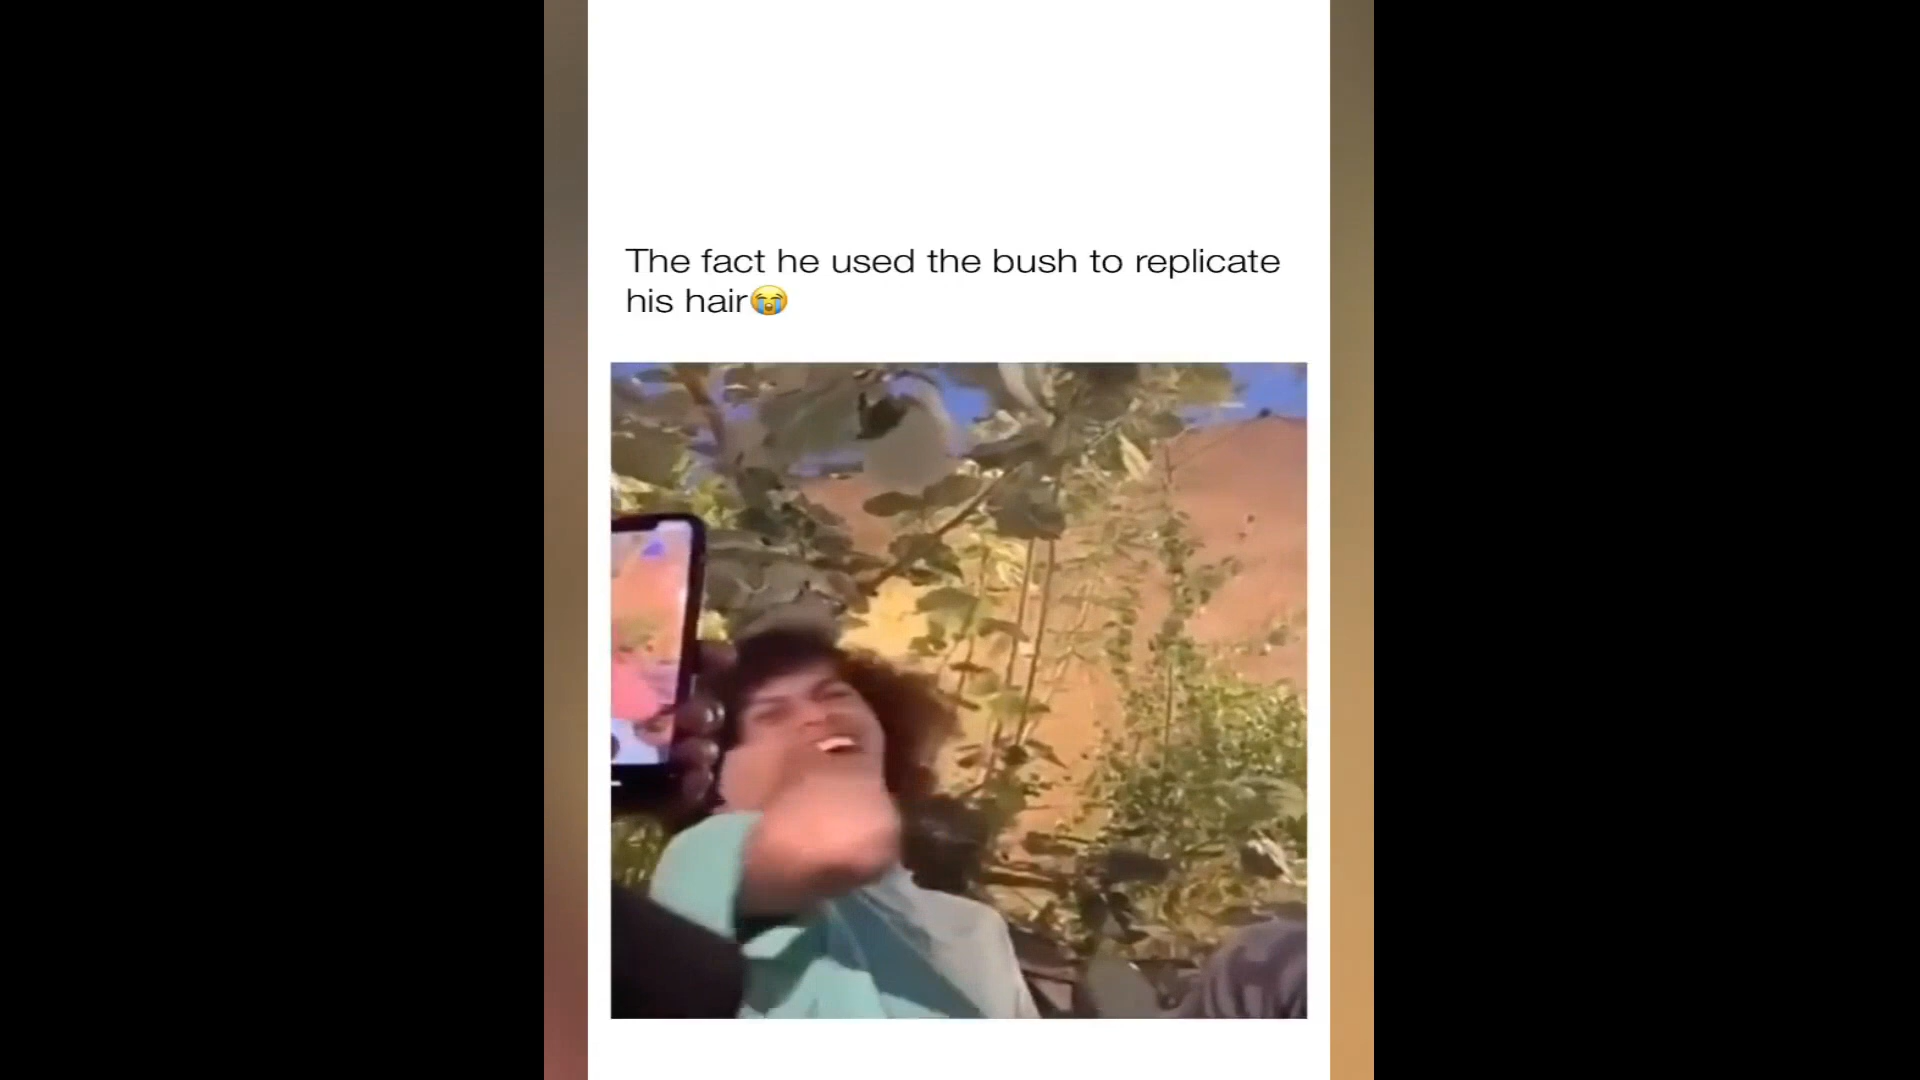 The fact he used the bush to replicate
his hair😭